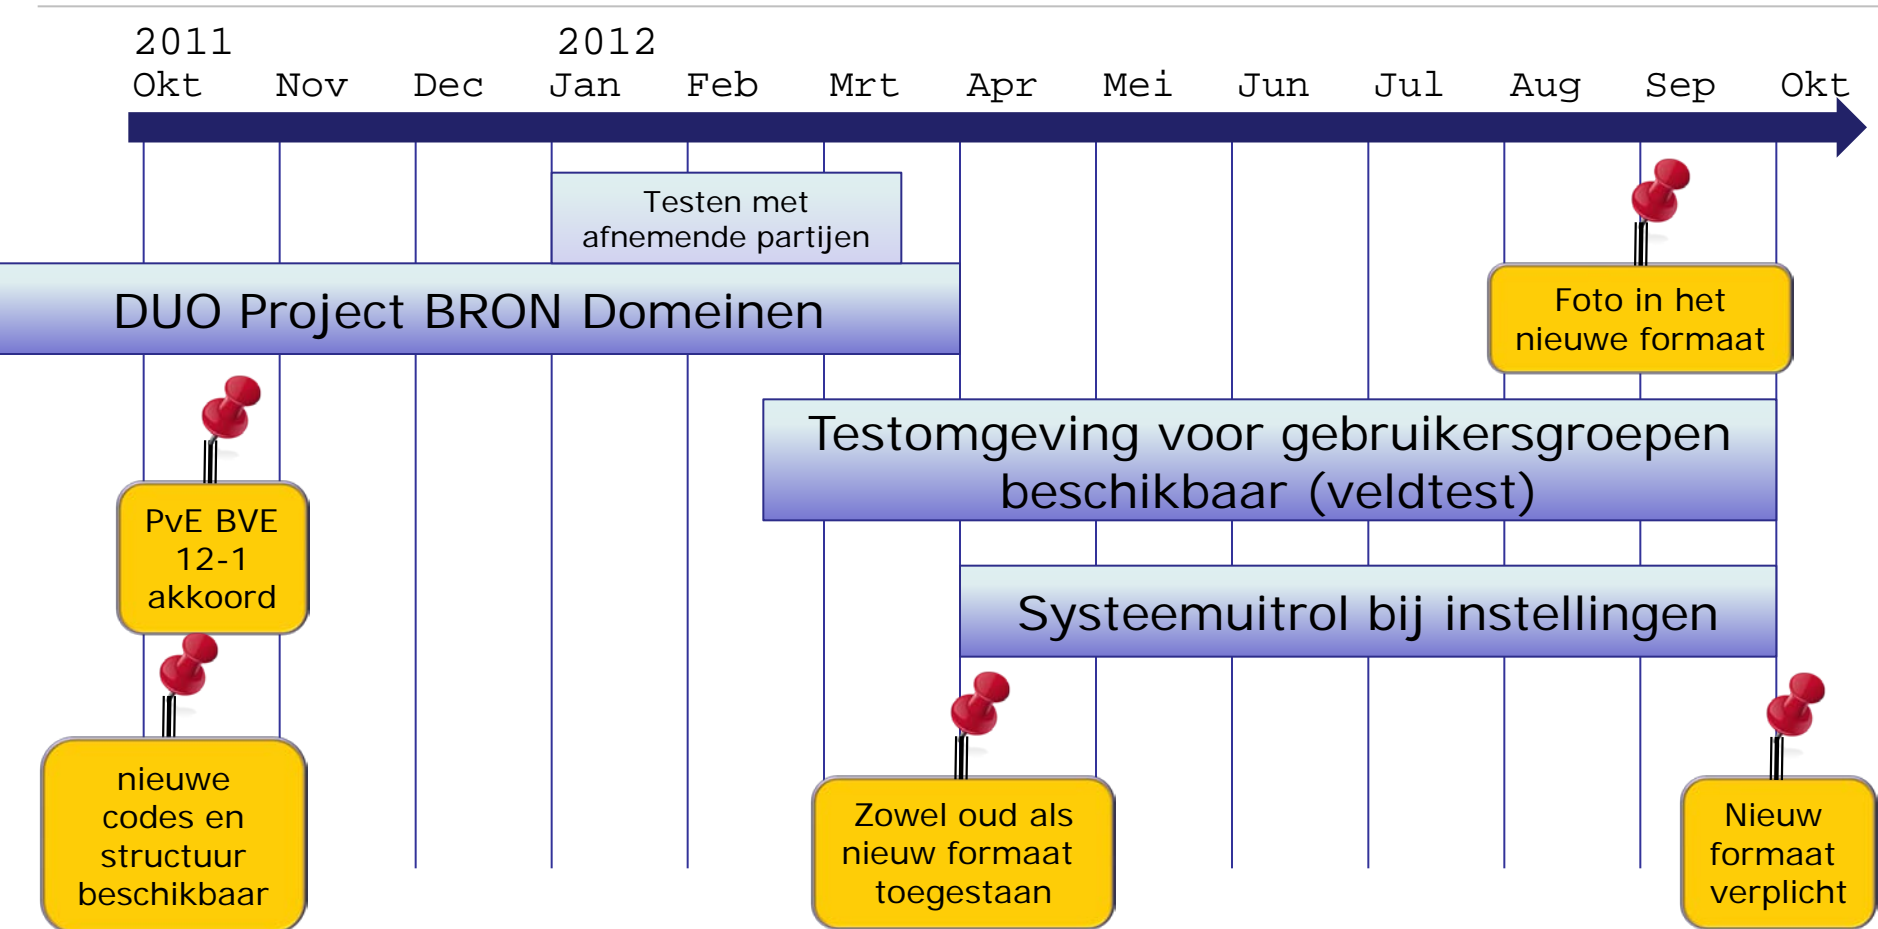 2011 2012
Okt Nov Dec Jan Feb Mrt Apr Mei Jun Jul Aug Sep Okt
Testen met
afnemende partijen
DUO Project BRON Domeinen
Foto in het
nieuwe formaat
Testomgeving voor gebruikersgroepen
beschikbaar (veldtest)
PvE BVE
12-1
akkoord
Systeemuitrol bij instellingen
nieuwe
codes en
structuur
beschikbaar
Zowel oud als
nieuw formaat
toegestaan
Nieuw
formaat
verplicht